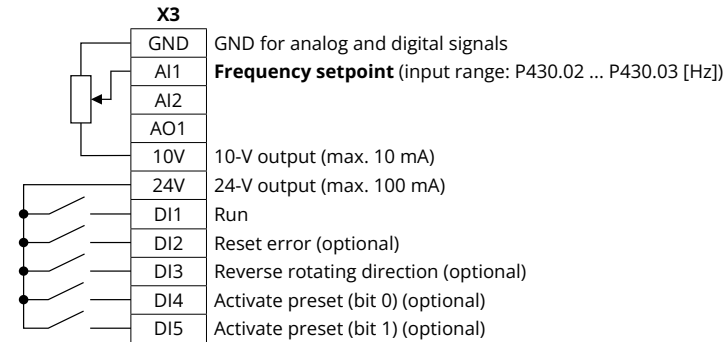 X3
GND GND for analog and digital signals
AI1 Frequency setpoint (input range: P430.02 ... P430.03 [Hz])
AI2
AO1
10V 10-V output (max. 10 mA)
24V 24-V output (max. 100 mA)
DI1 Run
DI2 Reset error (optional)
DI3 Reverse rotating direction (optional)
DI4 Activate preset (bit 0) (optional)
DI5 Activate preset (bit 1) (optional)